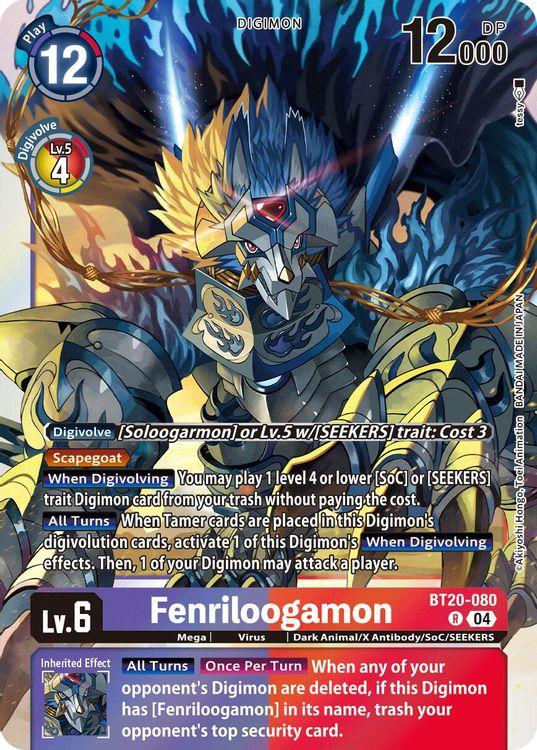 DIGIMON
Play
12
12000
DP
Digivolve
Lv.5
4
tessy
Digivolve [Soloogarmon] or Lv.5 w/[SEEKERS] trait: Cost 3
Scapegoat
When Digivolving You may play 1 level 4 or lower [SoC] or [SEEKERS]
trait Digimon card from your trash without paying the cost.
All Turns When Tamer cards are placed in this Digimon's
digivolution cards, activate 1 of this Digimon's When Digivolving
effects. Then, 1 of your Digimon may attack a player.
©Akiyoshi Hongo, Toei Animation BANDAI MADE IN JAPAN
Lv.6
Fenriloogamon
BT20-080
R 04
Mega | Virus | Dark Animal/X Antibody/SoC/SEEKERS
Inherited Effect
All Turns Once Per Turn When any of your
opponent's Digimon are deleted, if this Digimon
has [Fenriloogamon] in its name, trash your
opponent's top security card.